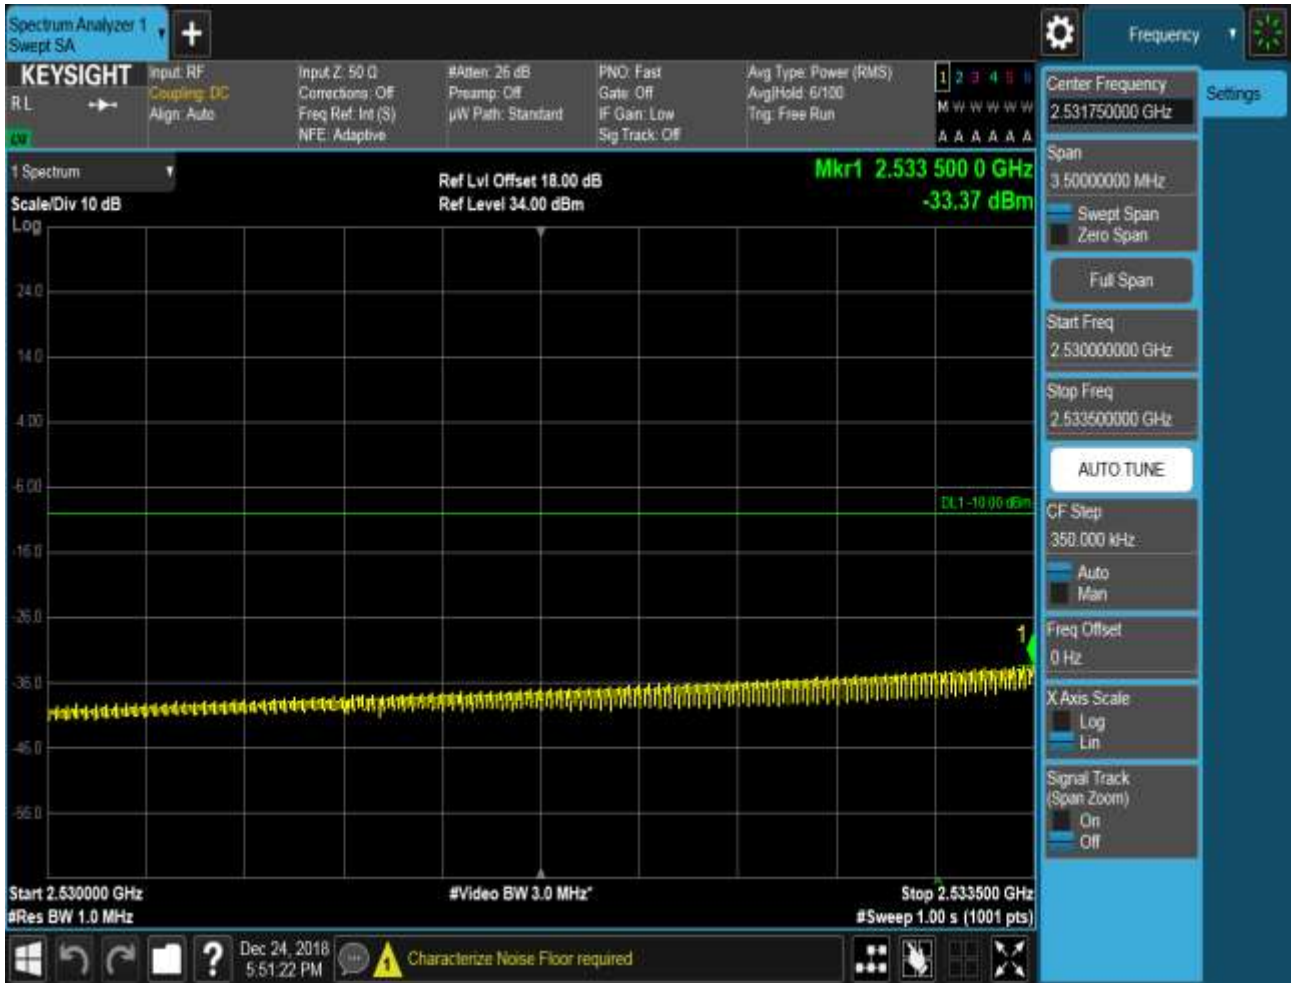 Spectrum Analyzer 1
Swept SA
Frequency
KEYSIGHT
R L
Input: RF
Coupling: DC
Align: Auto
Input Z: 50 Ω
Corrections: Off
Freq Ref: Int (S)
NFE: Adaptive
#Atten: 26 dB
Preamp: Off
µW Path: Standard
PNO: Fast
Gate: Off
IF Gain: Low
Sig Track: Off
Avg Type: Power (RMS)
Avg|Hold: 6/100
Trig: Free Run
1 2 3 4 5 6
M W W W W W
A A A A A A
1 Spectrum
Scale/Div 10 dB
Log
Ref Lvl Offset 18.00 dB
Ref Level 34.00 dBm
Mkr1 2.533 500 0 GHz
-33.37 dBm
24.0
14.0
4.00
-6.00
DL1 -10.00 dBm
-16.0
-26.0
1
-36.0
-46.0
-56.0
Start 2.530000 GHz
#Res BW 1.0 MHz
#Video BW 3.0 MHz*
Stop 2.533500 GHz
#Sweep 1.00 s (1001 pts)
Center Frequency
2.531750000 GHz
Settings
Span
3.50000000 MHz
Swept Span
Zero Span
Full Span
Start Freq
2.530000000 GHz
Stop Freq
2.533500000 GHz
AUTO TUNE
CF Step
350.000 kHz
Auto
Man
Freq Offset
0 Hz
X Axis Scale
Log
Lin
Signal Track
(Span Zoom)
On
Off
?
Dec 24, 2018
5:51:22 PM
1
Characterize Noise Floor required